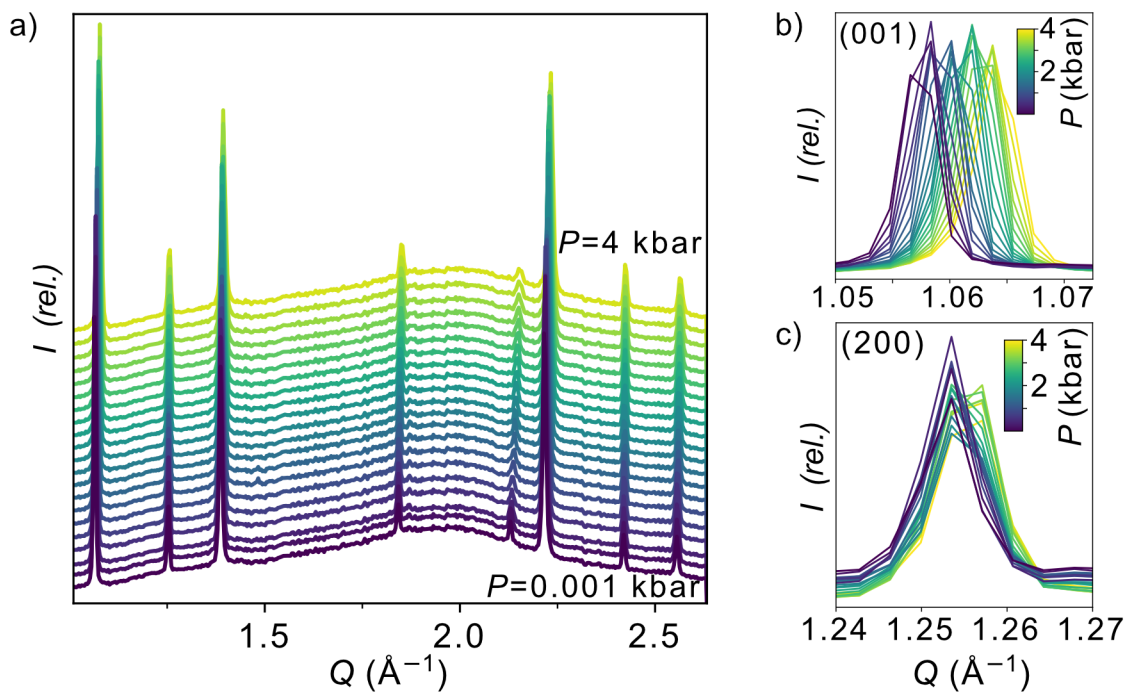 a)
I (rel.)
P=4 kbar
P=0.001 kbar
1.5 2.0 2.5
Q (Å⁻¹)
b)
(001)
4
2
P (kbar)
I (rel.)
1.05 1.06 1.07
c)
(200)
4
2
P (kbar)
I (rel.)
1.24 1.25 1.26 1.27
Q (Å⁻¹)